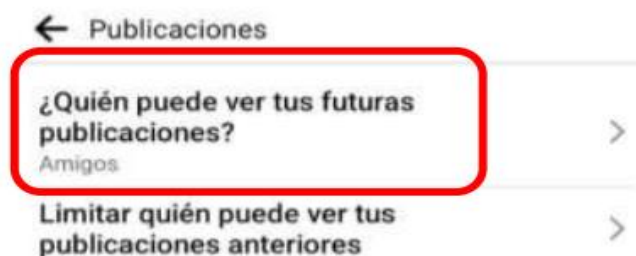 Publicaciones
¿Quién puede ver tus futuras
publicaciones?
Amigos
Limitar quién puede ver tus
publicaciones anteriores